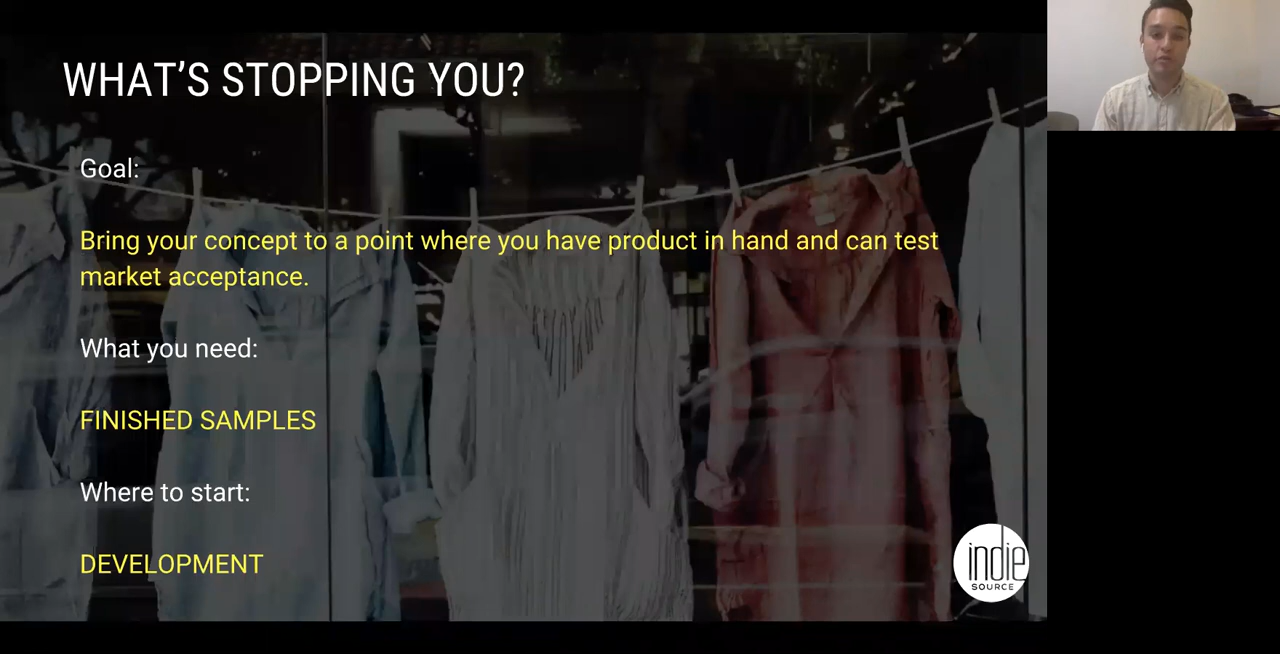 WHAT’S STOPPING YOU?
Goal:
Bring your concept to a point where you have product in hand and can test
market acceptance.
What you need:
FINISHED SAMPLES
Where to start:
DEVELOPMENT
indie
SOURCE